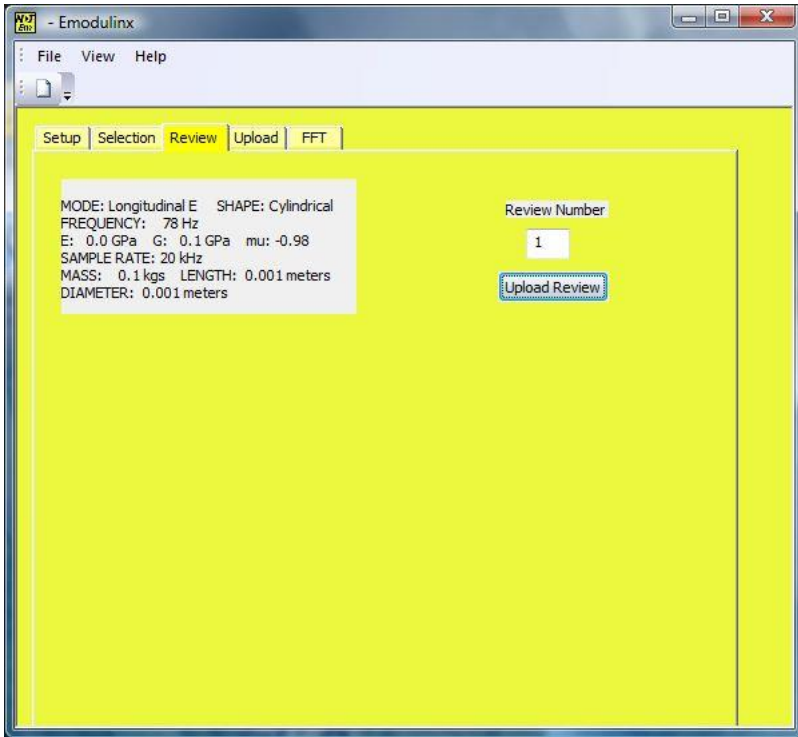 - Emodulinx
File View Help
Setup Selection Review Upload FFT
MODE: Longitudinal E SHAPE: Cylindrical
FREQUENCY: 78 Hz
E: 0.0 GPa G: 0.1 GPa mu: -0.98
SAMPLE RATE: 20 kHz
MASS: 0.1 kgs LENGTH: 0.001 meters
DIAMETER: 0.001 meters
Review Number
1
Upload Review